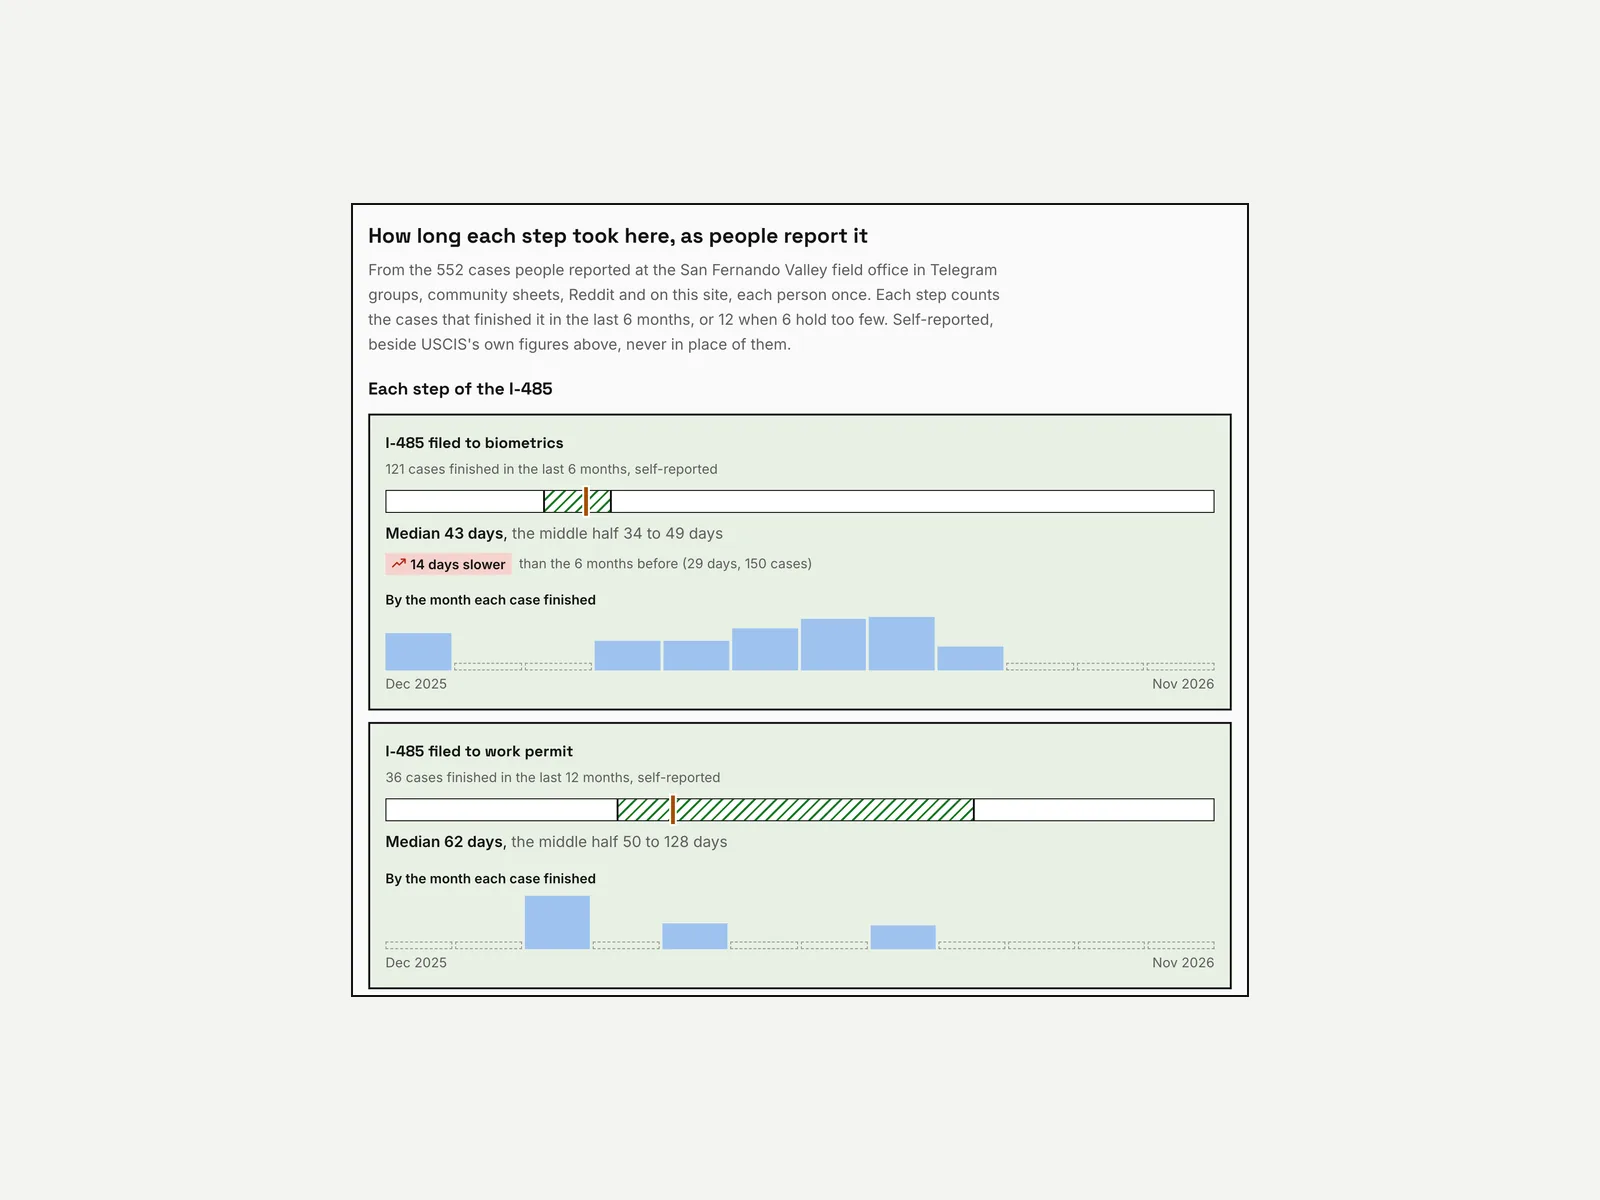 How long each step took here, as people report it
From the 552 cases people reported at the San Fernando Valley field office in Telegram
groups, community sheets, Reddit and on this site, each person once. Each step counts
the cases that finished it in the last 6 months, or 12 when 6 hold too few. Self-reported,
beside USCIS's own figures above, never in place of them.
Each step of the I-485
I-485 filed to biometrics
121 cases finished in the last 6 months, self-reported
Median 43 days, the middle half 34 to 49 days
14 days slower than the 6 months before (29 days, 150 cases)
By the month each case finished
Dec 2025 Nov 2026
I-485 filed to work permit
36 cases finished in the last 12 months, self-reported
Median 62 days, the middle half 50 to 128 days
By the month each case finished
Dec 2025 Nov 2026